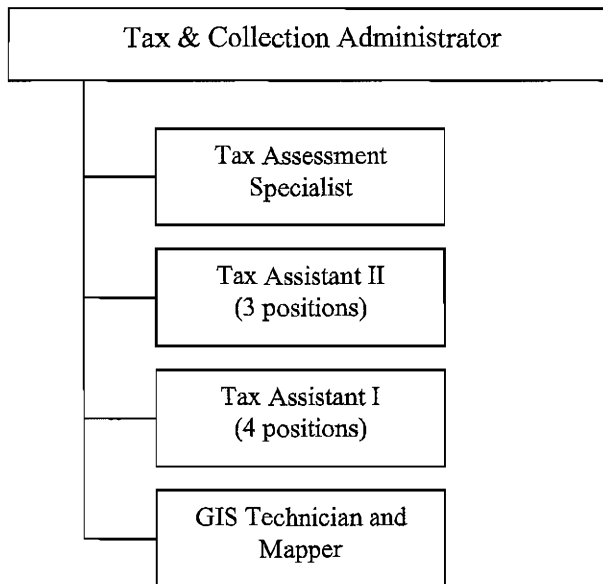 Tax & Collection Administrator
Tax Assessment
Specialist
Tax Assistant II
(3 positions)
Tax Assistant I
(4 positions)
GIS Technician and
Mapper